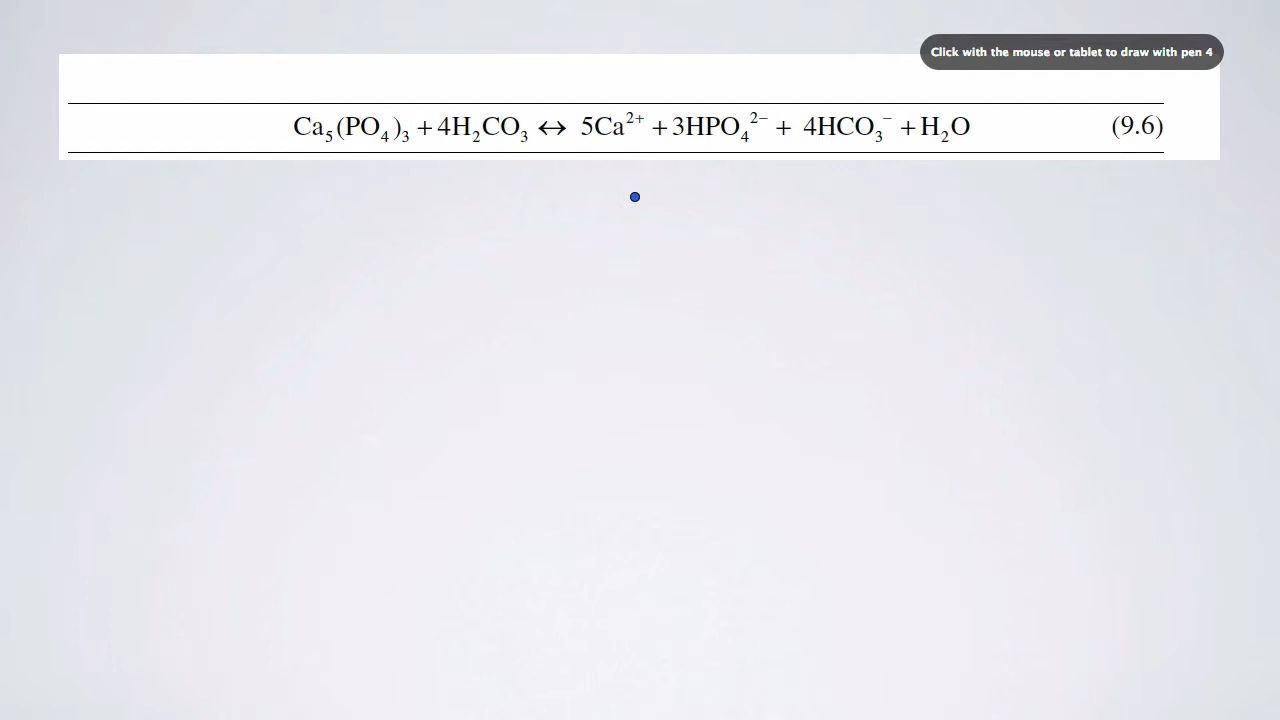 Click with the mouse or tablet to draw with pen 4
Ca₅(PO₄)₃ + 4H₂CO₃ ↔ 5Ca²⁺ + 3HPO₄²⁻ + 4HCO₃⁻ + H₂O (9.6)